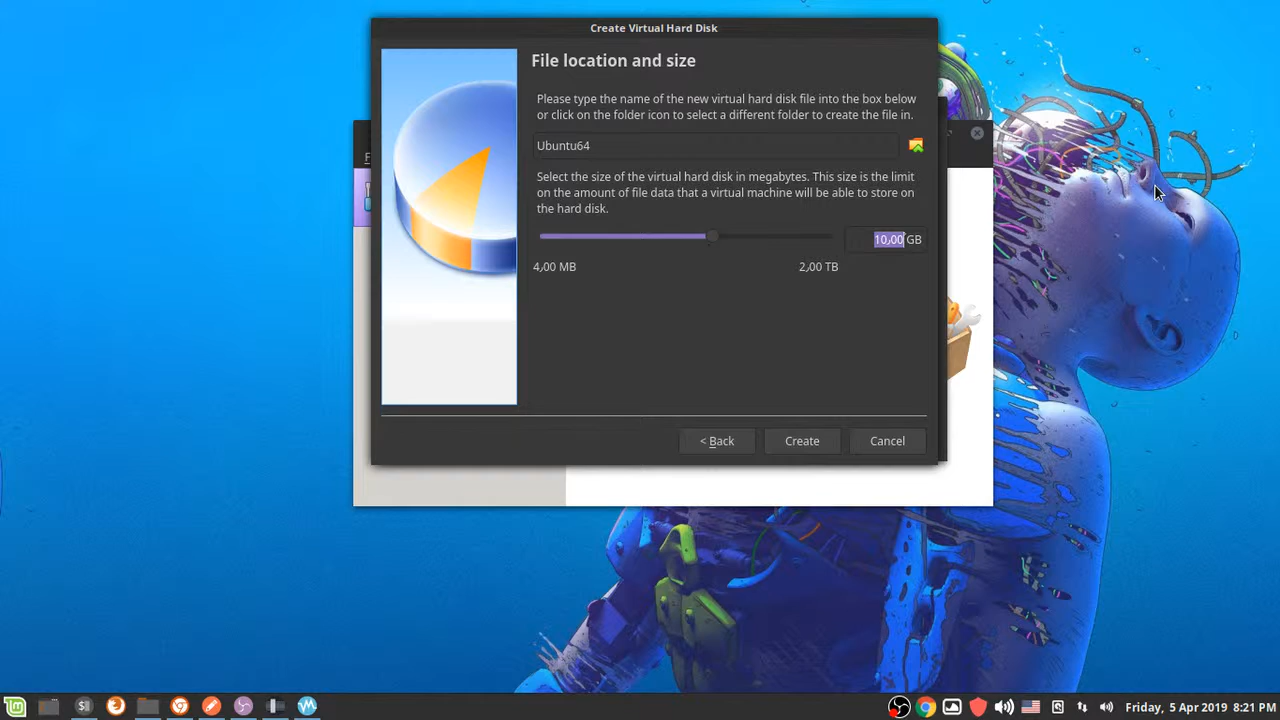 Create Virtual Hard Disk
File location and size
Please type the name of the new virtual hard disk file into the box below
or click on the folder icon to select a different folder to create the file in.
Ubuntu64
Select the size of the virtual hard disk in megabytes. This size is the limit
on the amount of file data that a virtual machine will be able to store on
the hard disk.
10,00 GB
4,00 MB
2,00 TB
< Back
Create
Cancel
F
Friday, 5 Apr 2019 8:21 PM